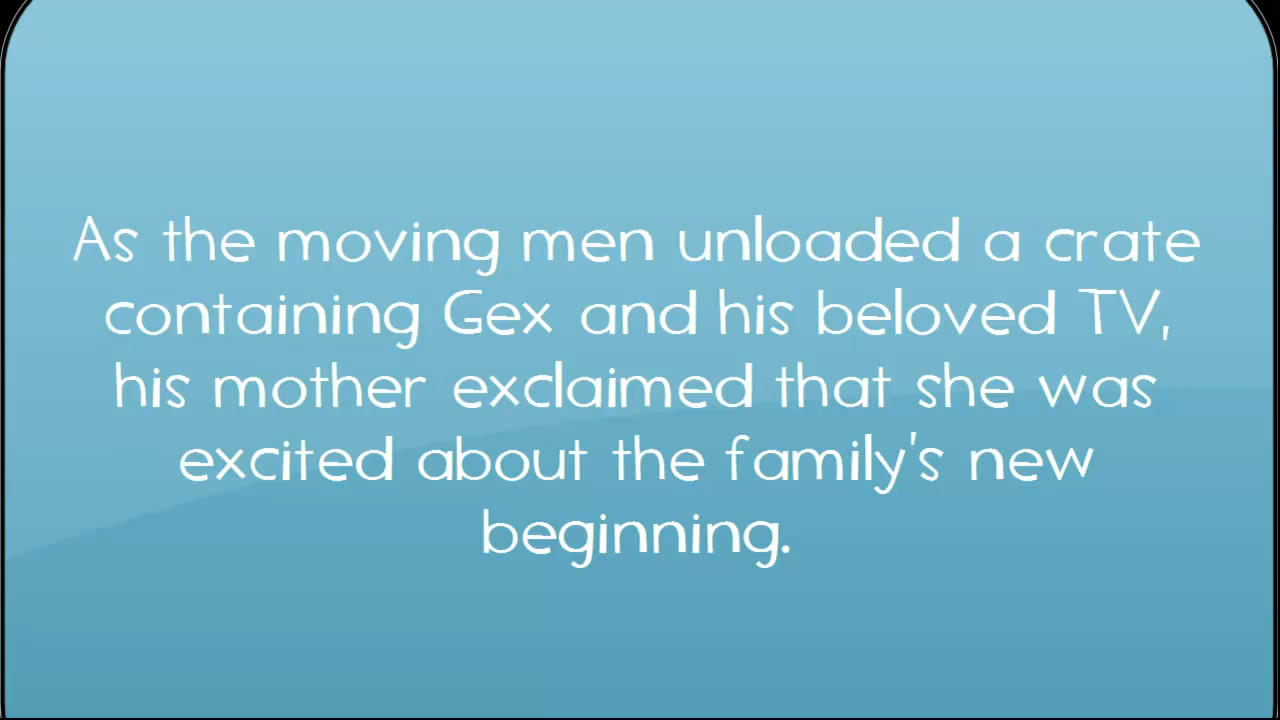 As the moving men unloaded a crate
containing Gex and his beloved TV,
his mother exclaimed that she was
excited about the family's new
beginning.